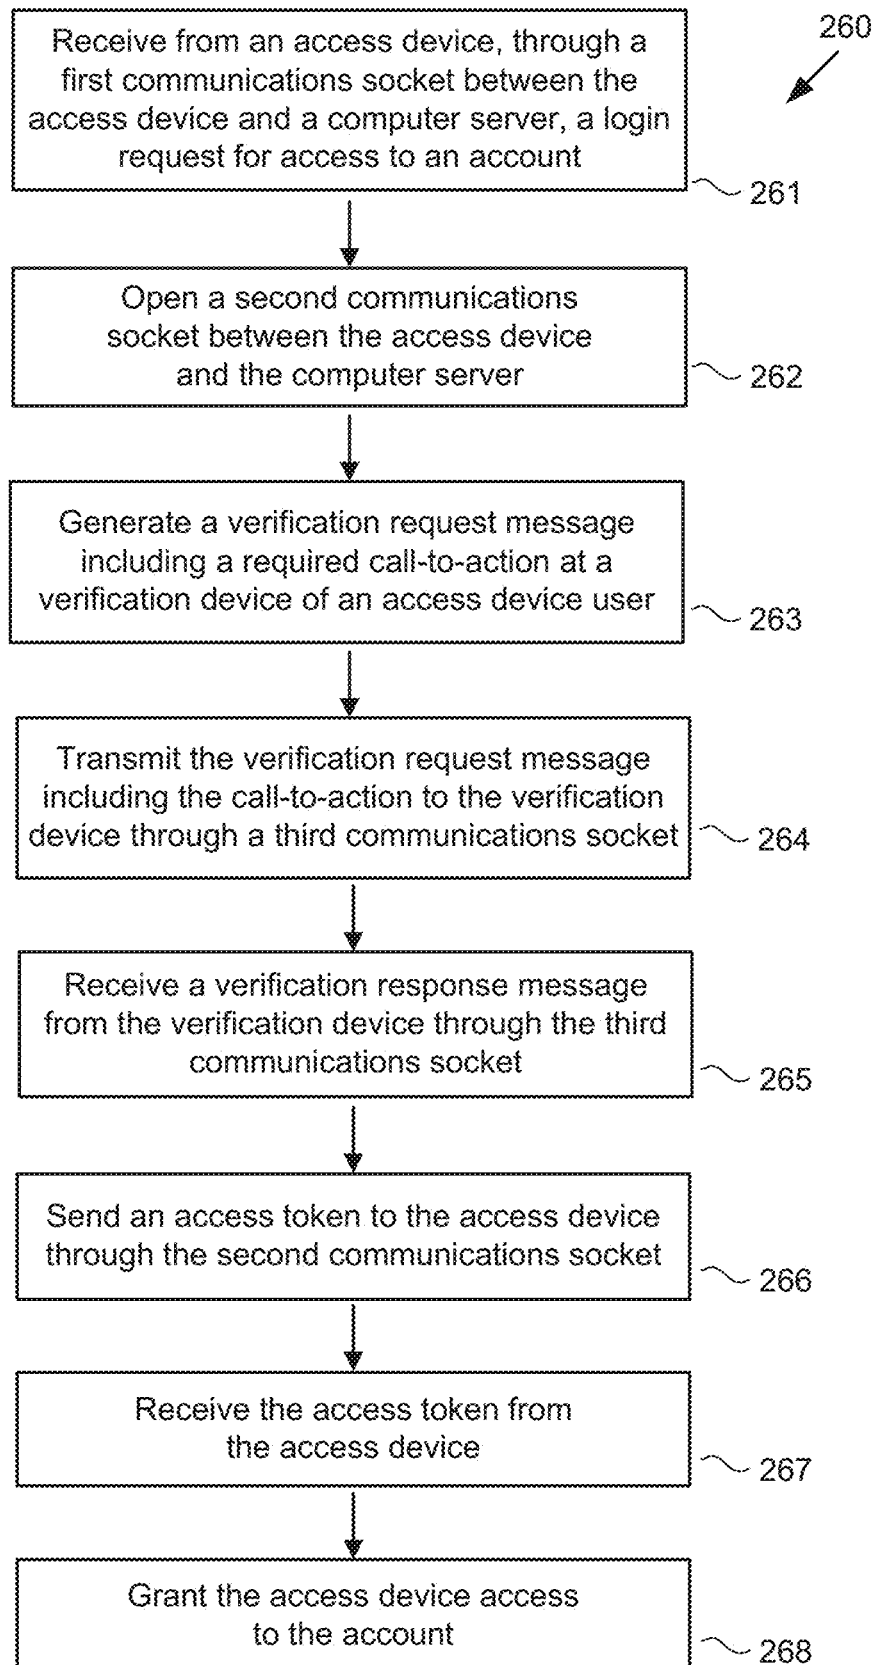 260
Receive from an access device, through a
first communications socket between the
access device and a computer server, a login
request for access to an account
261
Open a second communications
socket between the access device
and the computer server
262
Generate a verification request message
including a required call-to-action at a
verification device of an access device user
263
Transmit the verification request message
including the call-to-action to the verification
device through a third communications socket
264
Receive a verification response message
from the verification device through the third
communications socket
265
Send an access token to the access device
through the second communications socket
266
Receive the access token from
the access device
267
Grant the access device access
to the account
268